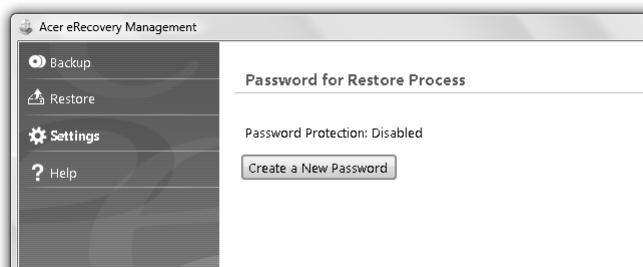 Acer eRecovery Management
Backup
Restore
Settings
Help
Password for Restore Process
Password Protection: Disabled
Create a New Password